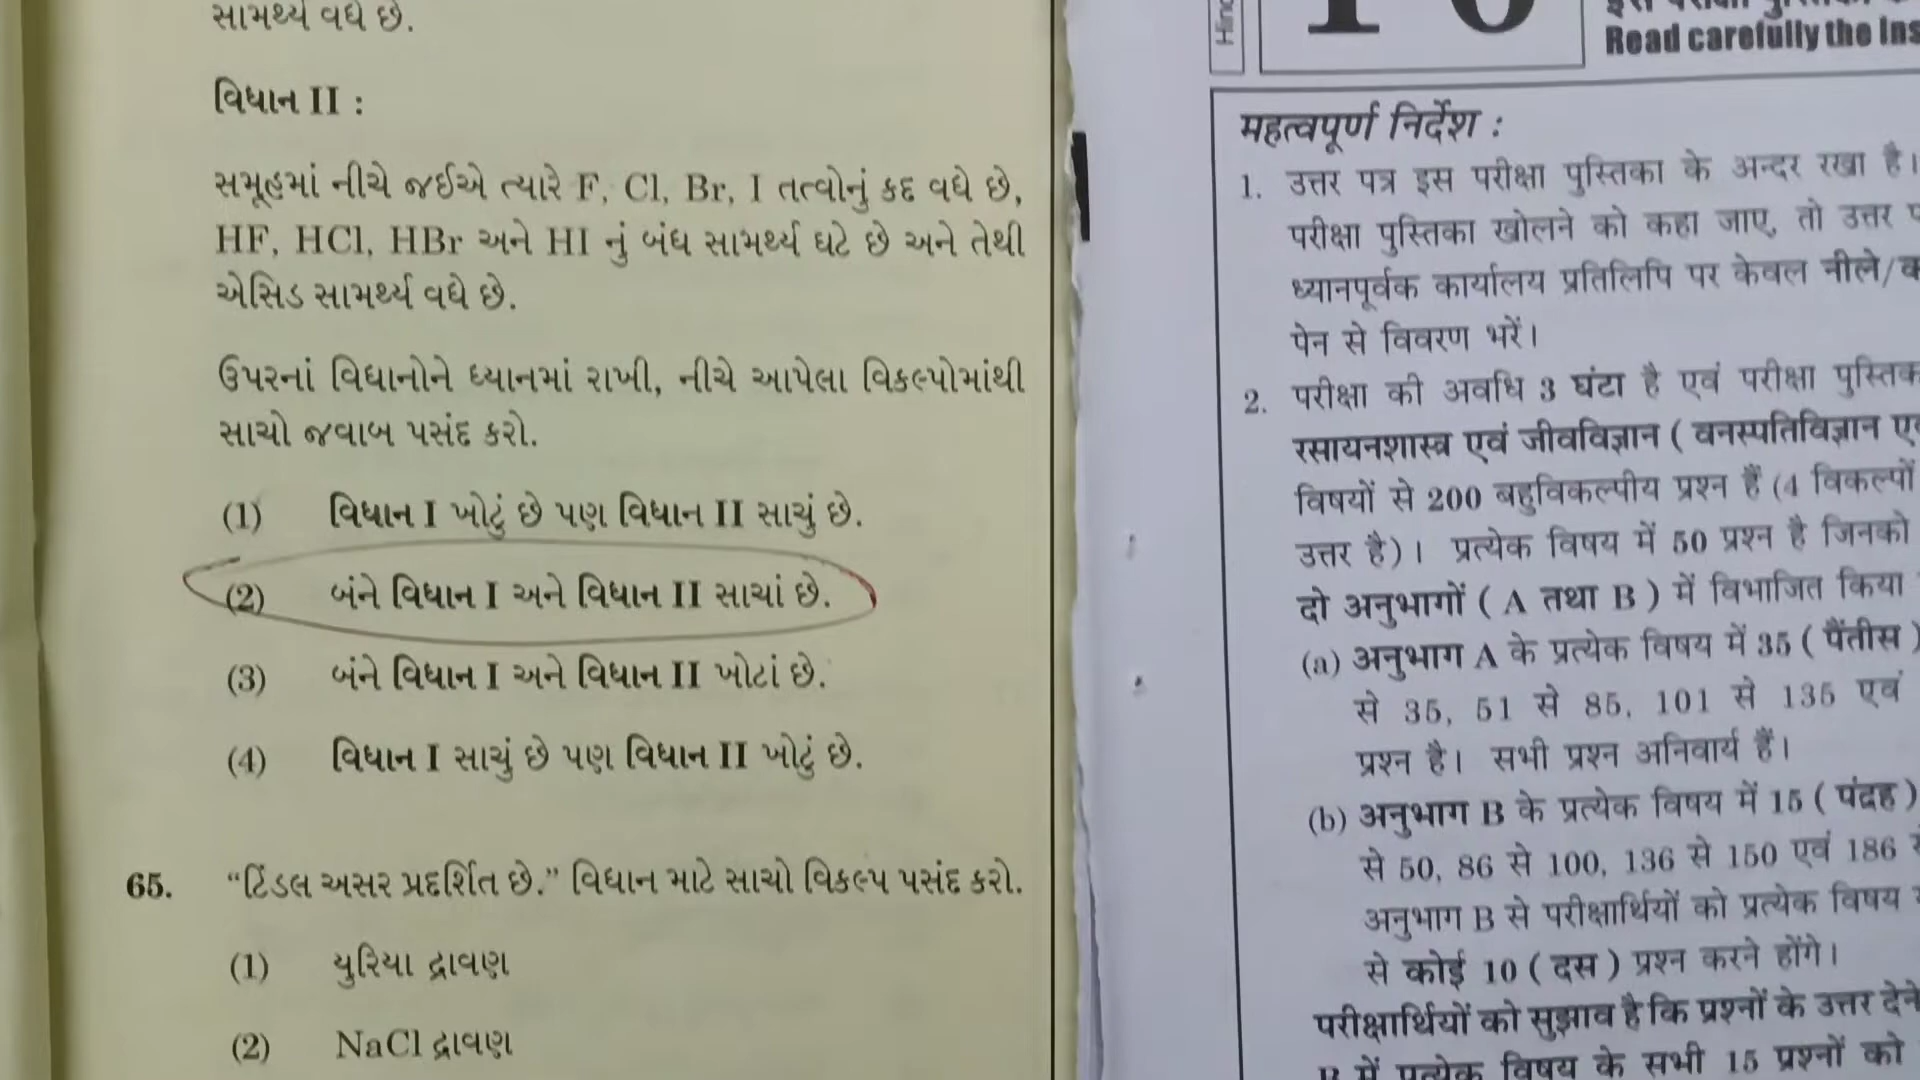 સામર્થ્ય વધે છે.
વિધાન II :
સમૂહમાં નીચે જઈએ ત્યારે F, Cl, Br, I તત્વોનું કદ વધે છે,
HF, HCl, HBr અને HI નું બંધ સામર્થ્ય ઘટે છે અને તેથી
એસિડ સામર્થ્ય વધે છે.
ઉપરનાં વિધાનોને ધ્યાનમાં રાખી, નીચે આપેલા વિકલ્પોમાંથી
સાચો જવાબ પસંદ કરો.
(1) વિધાન I ખોટું છે પણ વિધાન II સાચું છે.
(2) બંને વિધાન I અને વિધાન II સાચાં છે.
(3) બંને વિધાન I અને વિધાન II ખોટાં છે.
(4) વિધાન I સાચું છે પણ વિધાન II ખોટું છે.
65. “ટિંડલ અસર પ્રદર્શિત છે.” વિધાન માટે સાચો વિકલ્પ પસંદ કરો.
(1) યુરિયા દ્રાવણ
(2) NaCl દ્રાવણ
Read carefully the Ins
महत्वपूर्ण निर्देश :
1. उत्तर पत्र इस परीक्षा पुस्तिका के अन्दर रखा है।
परीक्षा पुस्तिका खोलने को कहा जाए, तो उत्तर
ध्यानपूर्वक कार्यालय प्रतिलिपि पर केवल नीले/
पेन से विवरण भरें।
2. परीक्षा की अवधि 3 घंटा है एवं परीक्षा
रसायनशास्त्र एवं जीवविज्ञान ( वनस्पतिविज्ञान
विषयों से 200 बहुविकल्पीय प्रश्न हैं (4 विकल्पों
उत्तर है) । प्रत्येक विषय में 50 प्रश्न है जिनको
दो अनुभागों ( A तथा B ) में विभाजित किया
(a) अनुभाग A के प्रत्येक विषय में 35 ( पैंतीस )
से 35, 51 से 85, 101 से 135 एवं
प्रश्न है। सभी प्रश्न अनिवार्य हैं।
(b) अनुभाग B के प्रत्येक विषय में 15 ( पंद्रह )
से 50, 86 से 100, 136 से 150 एवं 186
अनुभाग B से परीक्षार्थियों को प्रत्येक विषय
से कोई 10 ( दस ) प्रश्न करने होंगे।
परीक्षार्थियों को सुझाव है कि प्रश्नों के उत्तर देने
B में प्रत्येक विषय के सभी 15 प्रश्नों को